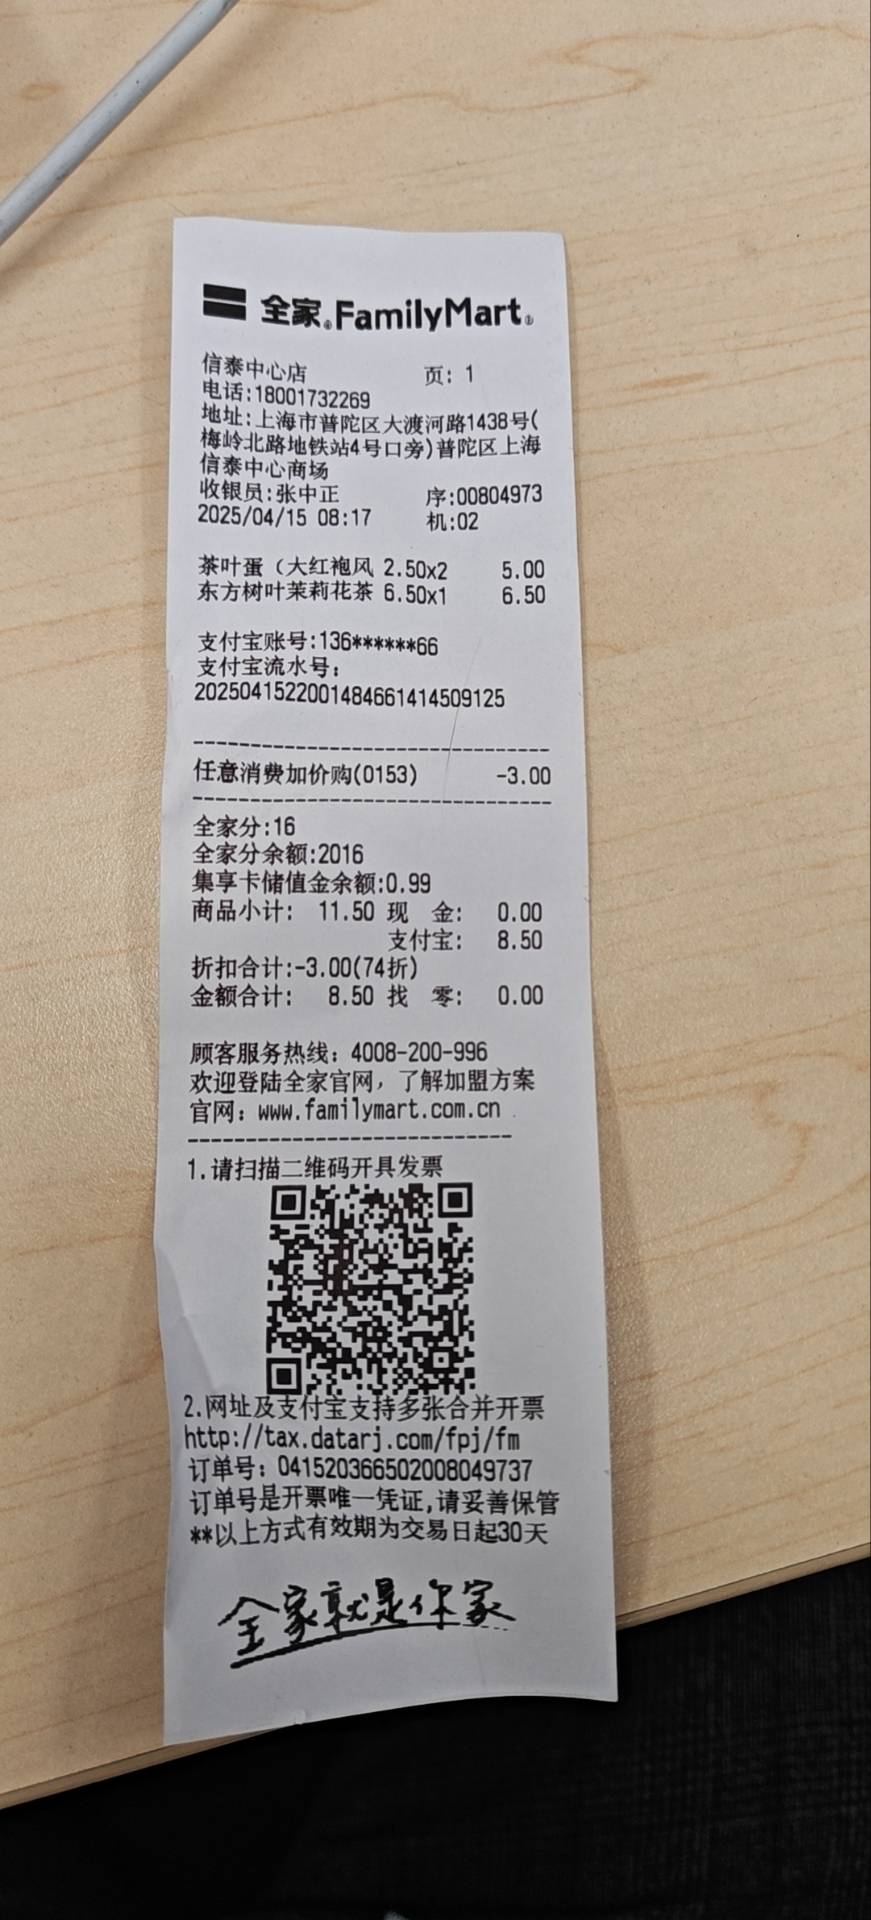 全家 FamilyMart
信泰中心店 页: 1
电话:18001732269
地址:上海市普陀区大渡河路1438号(
梅岭北路地铁站4号口旁)普陀区上海
信泰中心商场
收银员:张中正 序:00804973
2025/04/15 08:17 机:02
茶叶蛋（大红袍风 2.50x2 5.00
东方树叶茉莉花茶 6.50x1 6.50
支付宝账号:136******66
支付宝流水号:
2025041522001484661414509125
任意消费加价购(0153) -3.00
全家分:16
全家分余额:2016
集享卡储值金余额:0.99
商品小计: 11.50 现 金: 0.00
支付宝: 8.50
折扣合计:-3.00(74折)
金额合计: 8.50 找 零: 0.00
顾客服务热线: 4008-200-996
欢迎登陆全家官网，了解加盟方案
官网: www.familymart.com.cn
1.请扫描二维码开具发票
2.网址及支付宝支持多张合并开票
http://tax.datarj.com/fpj/fm
订单号: 0415203665020080497​37
订单号是开票唯一凭证,请妥善保管
**以上方式有效期为交易日起30天
全家就是你家